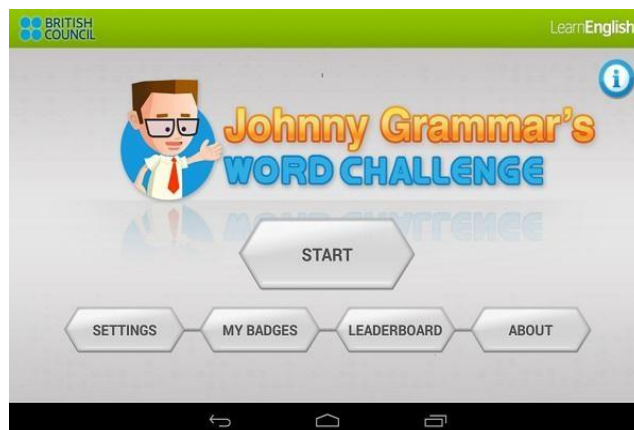 BRITISH
COUNCIL
LearnEnglish
i
Johnny Grammar's
WORD CHALLENGE
START
SETTINGS
MY BADGES
LEADERBOARD
ABOUT